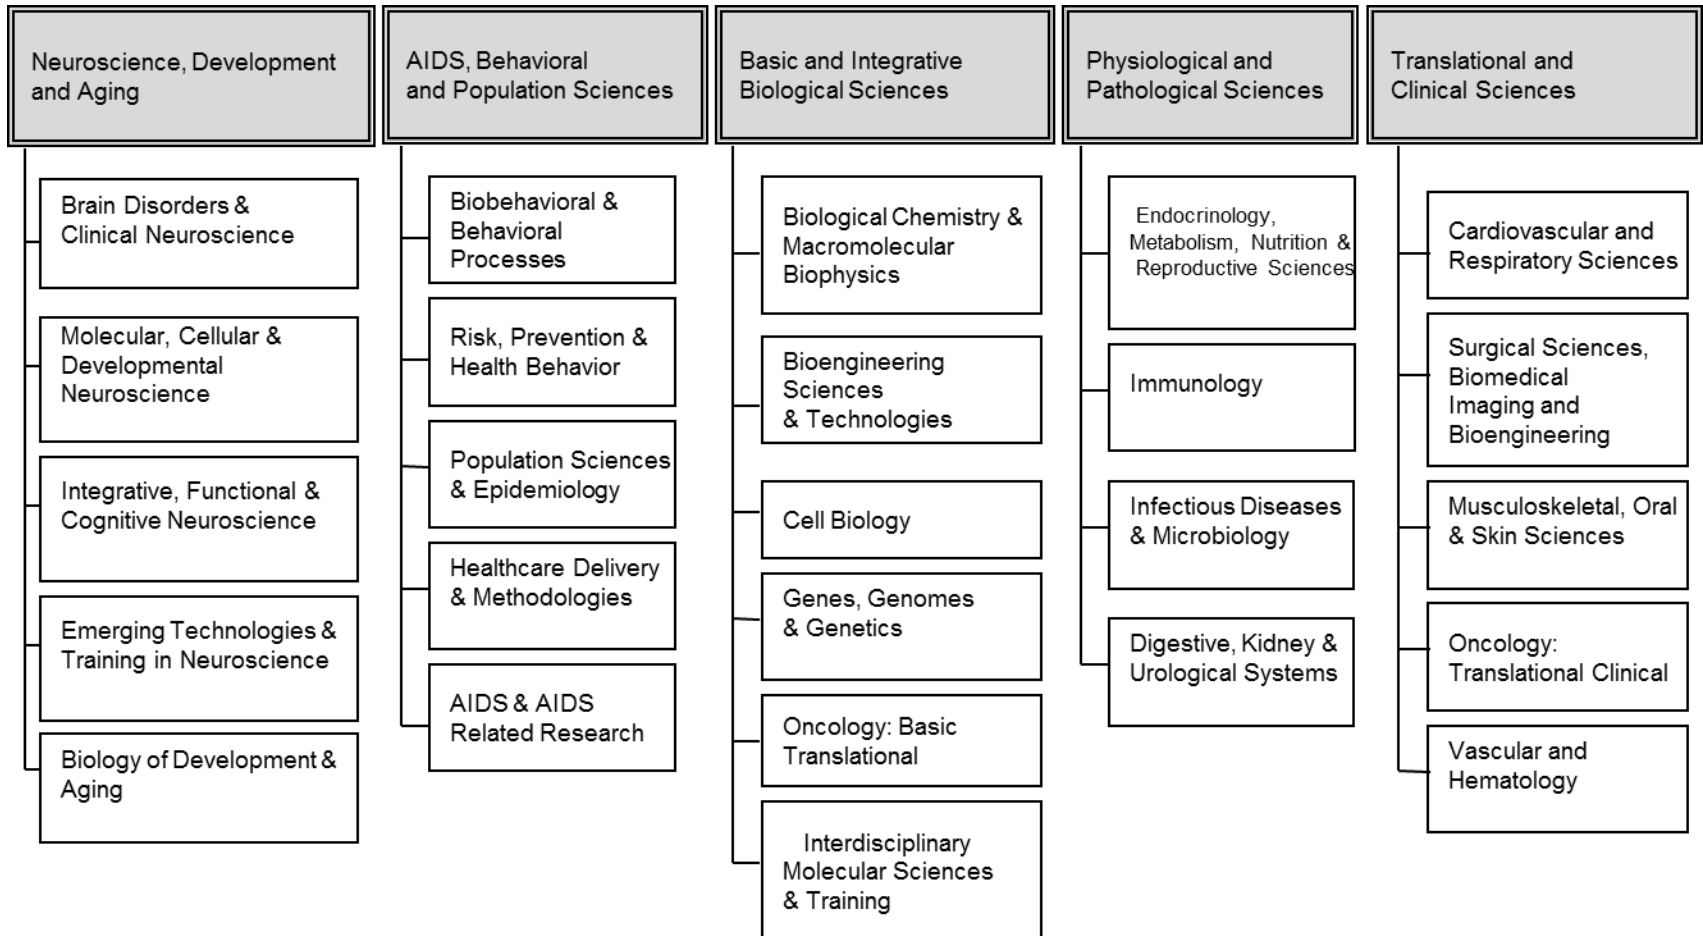 Neuroscience, Development
and Aging
Brain Disorders &
Clinical Neuroscience
Molecular, Cellular &
Developmental
Neuroscience
Integrative, Functional &
Cognitive Neuroscience
Emerging Technologies &
Training in Neuroscience
Biology of Development &
Aging
AIDS, Behavioral
and Population Sciences
Biobehavioral &
Behavioral
Processes
Risk, Prevention &
Health Behavior
Population Sciences
& Epidemiology
Healthcare Delivery
& Methodologies
AIDS & AIDS
Related Research
Basic and Integrative
Biological Sciences
Biological Chemistry &
Macromolecular
Biophysics
Bioengineering
Sciences
& Technologies
Cell Biology
Genes, Genomes
& Genetics
Oncology: Basic
Translational
Interdisciplinary
Molecular Sciences
& Training
Physiological and
Pathological Sciences
Endocrinology,
Metabolism, Nutrition &
Reproductive Sciences
Immunology
Infectious Diseases
& Microbiology
Digestive, Kidney &
Urological Systems
Translational and
Clinical Sciences
Cardiovascular and
Respiratory Sciences
Surgical Sciences,
Biomedical
Imaging and
Bioengineering
Musculoskeletal, Oral
& Skin Sciences
Oncology:
Translational Clinical
Vascular and
Hematology